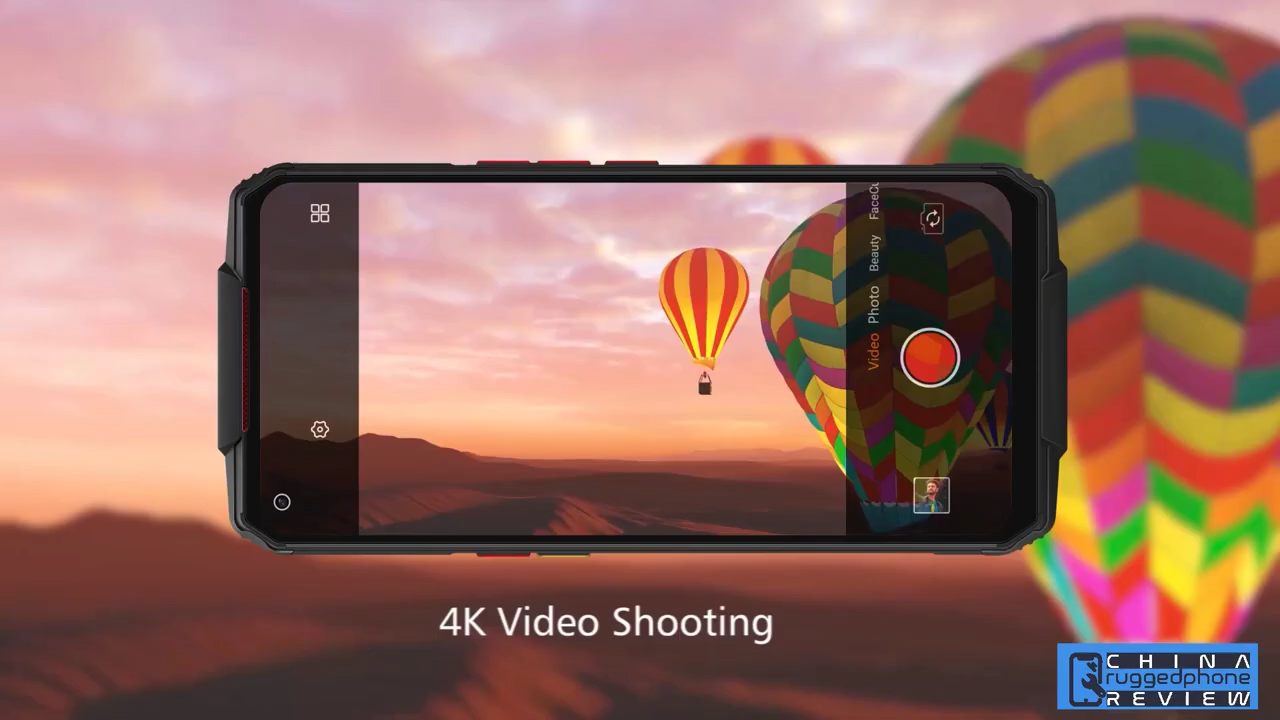 FaceCu
Beauty
Photo
Video
4K Video Shooting
CHINA
ruggedphone
REVIEW